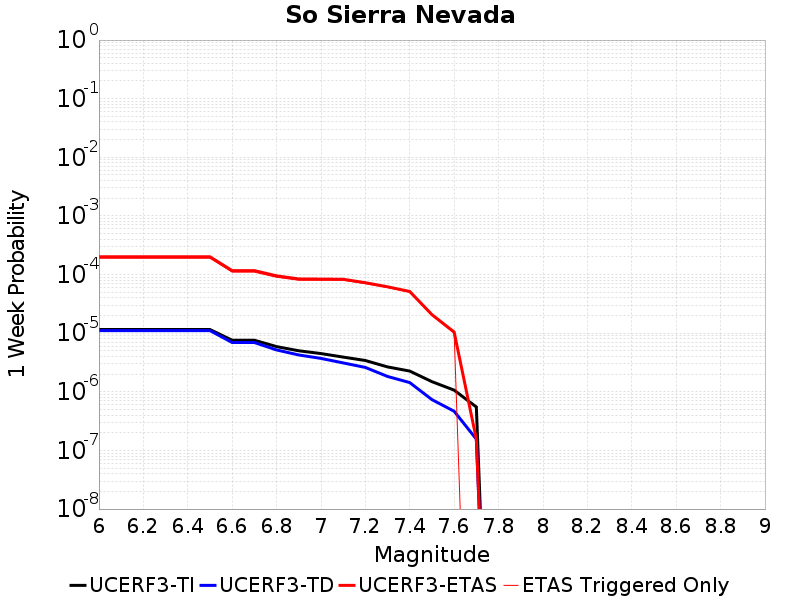 So Sierra Nevada
1 Week Probability
10^0
10^-1
10^-2
10^-3
10^-4
10^-5
10^-6
10^-7
10^-8
6 6.2 6.4 6.6 6.8 7 7.2 7.4 7.6 7.8 8 8.2 8.4 8.6 8.8 9
Magnitude
UCERF3-TI UCERF3-TD UCERF3-ETAS ETAS Triggered Only